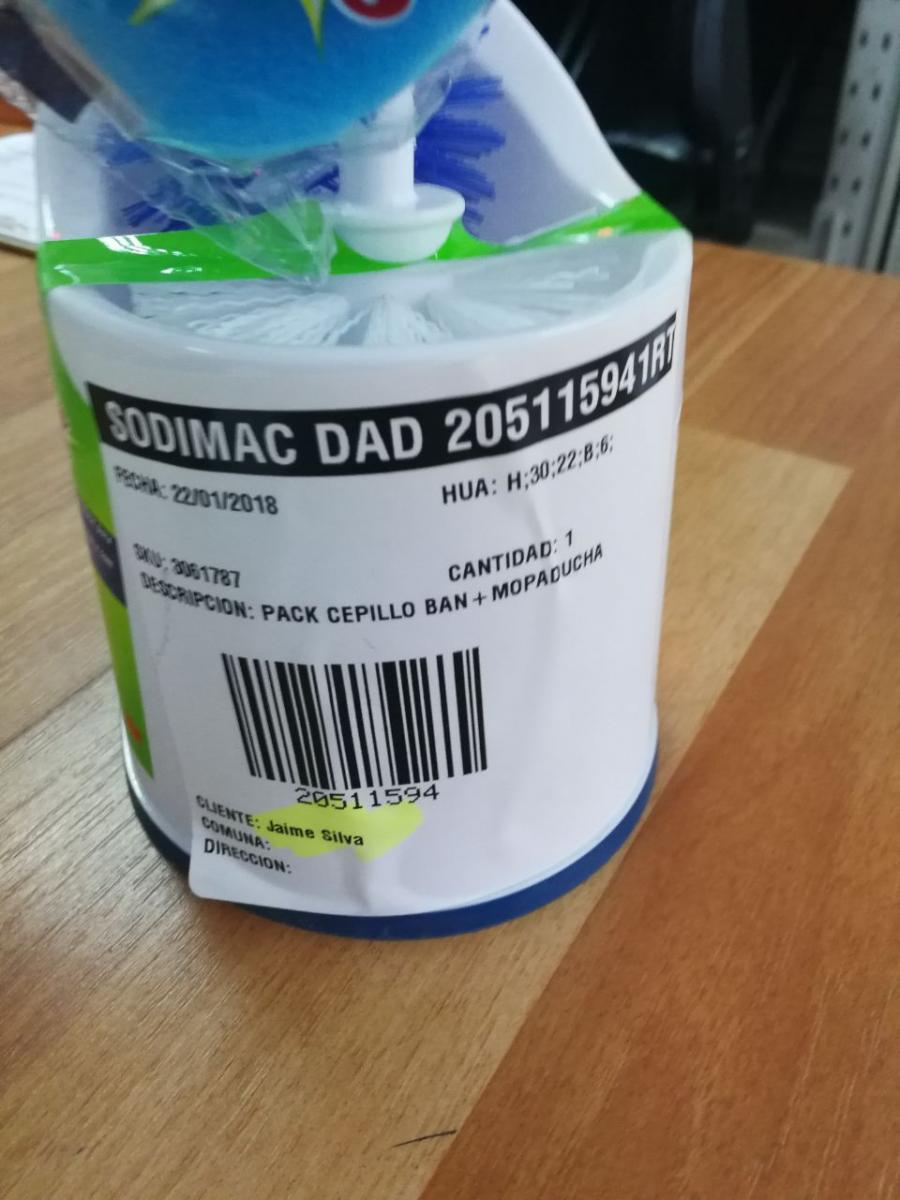 SODIMAC DAD 205115941RT
FECHA: 22/01/2018
HUA: H;30;22;B;6;
SKU: 3061787
CANTIDAD: 1
DESCRIPCION: PACK CEPILLO BAN+MOPADUCHA
20511594
CLIENTE: Jaime Silva
COMUNA:
DIRECCION: